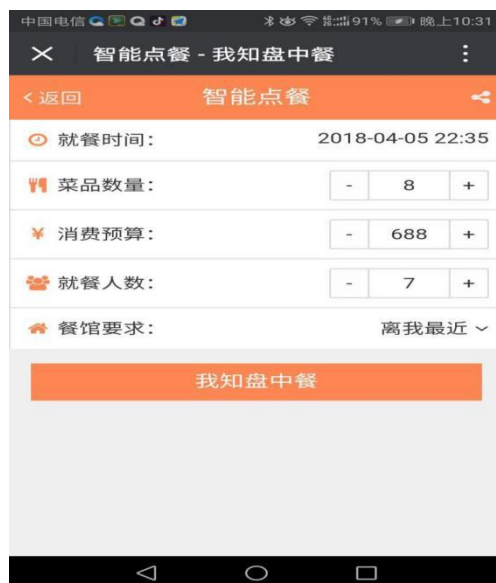 中国电信 91% 晚上10:31
智能点餐 - 我知盘中餐
< 返回 智能点餐
就餐时间： 2018-04-05 22:35
菜品数量： - 8 +
¥ 消费预算： - 688 +
就餐人数： - 7 +
餐馆要求： 离我最近
我知盘中餐